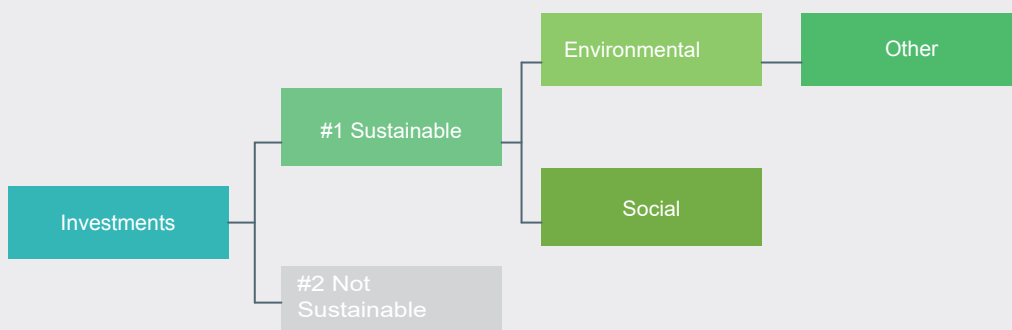 Environmental
Other
#1 Sustainable
Social
Investments
#2 Not
Sustainable